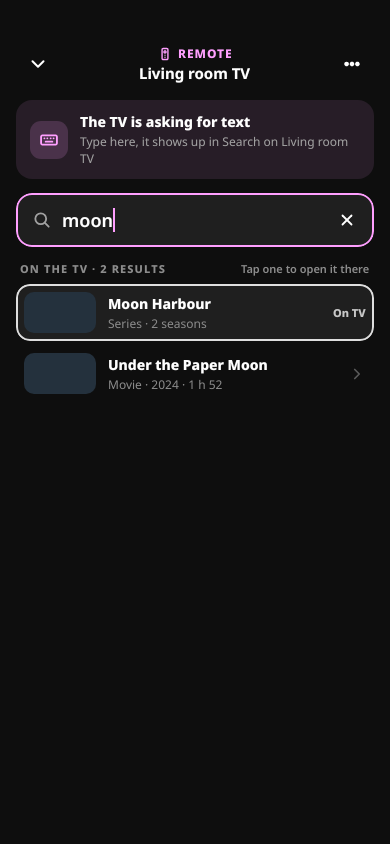 REMOTE
Living room TV
The TV is asking for text
Type here, it shows up in Search on Living room
TV
moon
ON THE TV · 2 RESULTS
Tap one to open it there
Moon Harbour
Series · 2 seasons
On TV
Under the Paper Moon
Movie · 2024 · 1 h 52